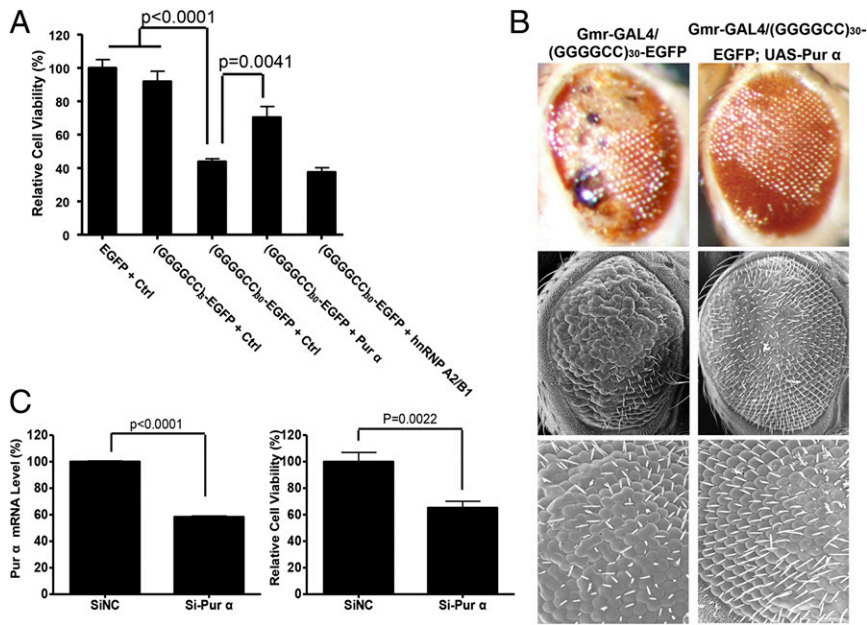 A
p<0.0001
p=0.0041
Relative Cell Viability (%)
120
100
80
60
40
20
0
EGFP + Ctrl
(GGGGCC)3-EGFP + Ctrl
(GGGGCC)30-EGFP + Ctrl
(GGGGCC)30-EGFP + Pur α
(GGGGCC)30-EGFP + hnRNP A2/B1
B
Gmr-GAL4/
(GGGGCC)30-EGFP
Gmr-GAL4/(GGGGCC)30-
EGFP; UAS-Pur α
C
p<0.0001
Pur α mRNA Level (%)
120
100
80
60
40
20
0
SiNC
Si-Pur α
P=0.0022
Relative Cell Viability (%)
120
100
80
60
40
20
0
SiNC
Si-Pur α